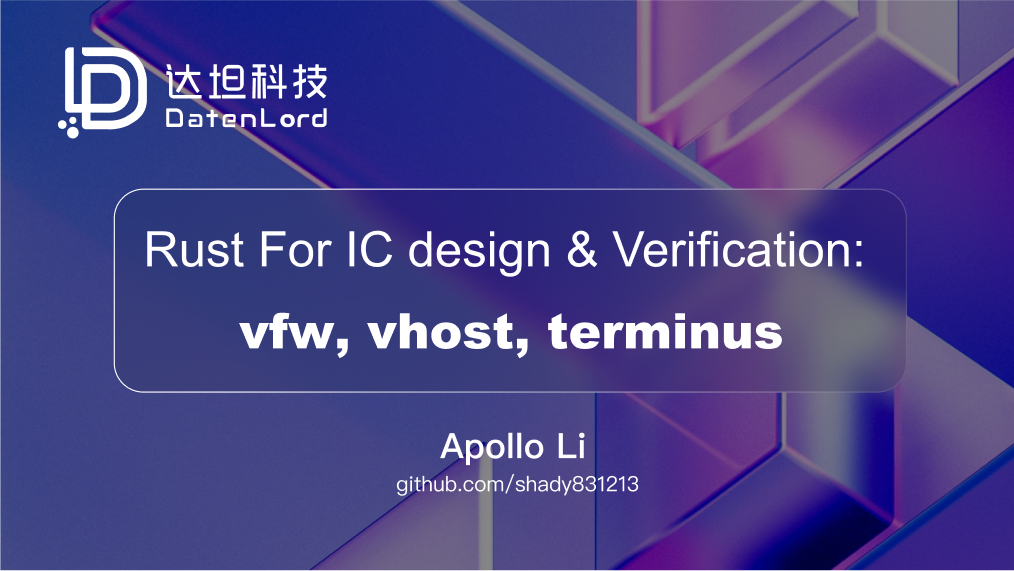 达坦科技
DatenLord
Rust For IC design & Verification:
vfw, vhost, terminus
Apollo Li
github.com/shady831213